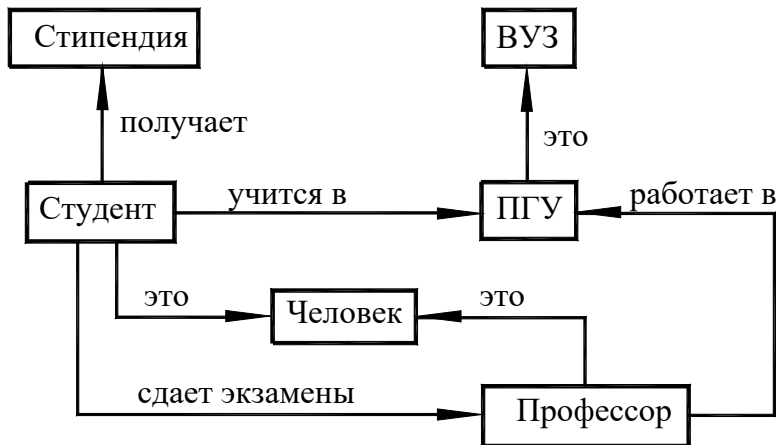 Стипендия
ВУЗ
получает
это
Студент
учится в
ПГУ
работает в
это
Человек
это
сдает экзамены
Профессор